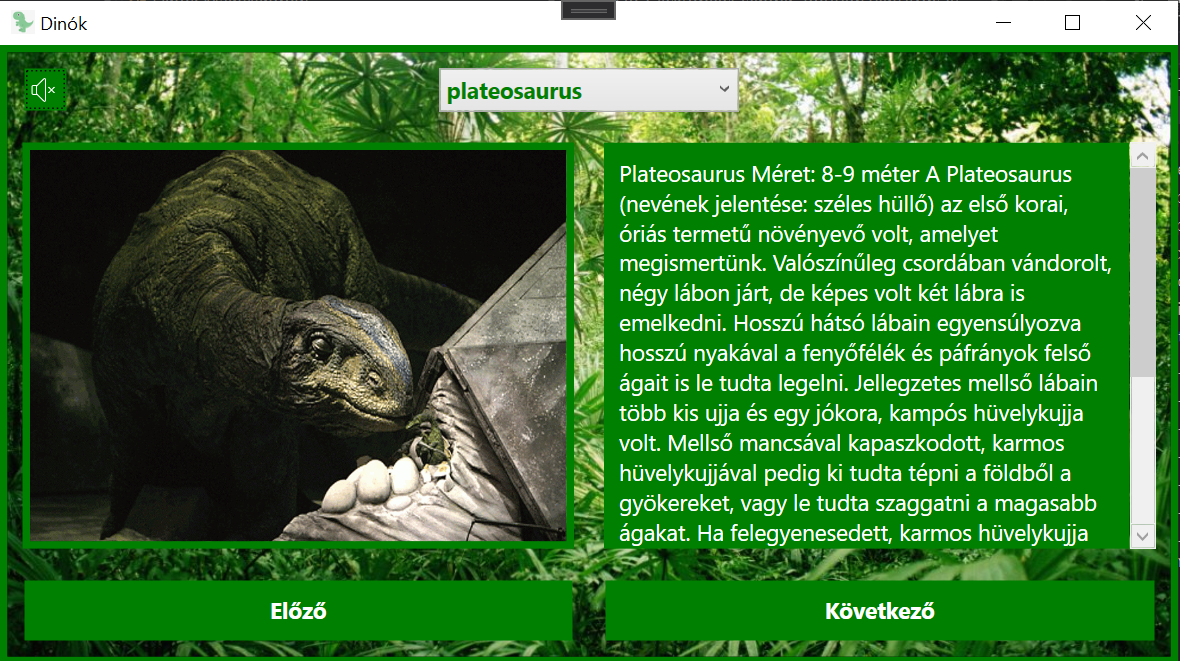 Dinók
plateosaurus
Plateosaurus Méret: 8-9 méter A Plateosaurus
(nevének jelentése: széles hüllő) az első korai,
óriás termetű növényevő volt, amelyet
megismertünk. Valószínűleg csordában vándorolt,
négy lábon járt, de képes volt két lábra is
emelkedni. Hosszú hátsó lábain egyensúlyozva
hosszú nyakával a fenyőfélék és páfrányok felső
ágait is le tudta legelni. Jellegzetes mellső lábain
több kis ujja és egy jókora, kampós hüvelykujja
volt. Mellső mancsával kapaszkodott, karmos
hüvelykujjával pedig ki tudta tépni a földből a
gyökereket, vagy le tudta szaggatni a magasabb
ágakat. Ha felegyenesedett, karmos hüvelykujja
Előző
Következő